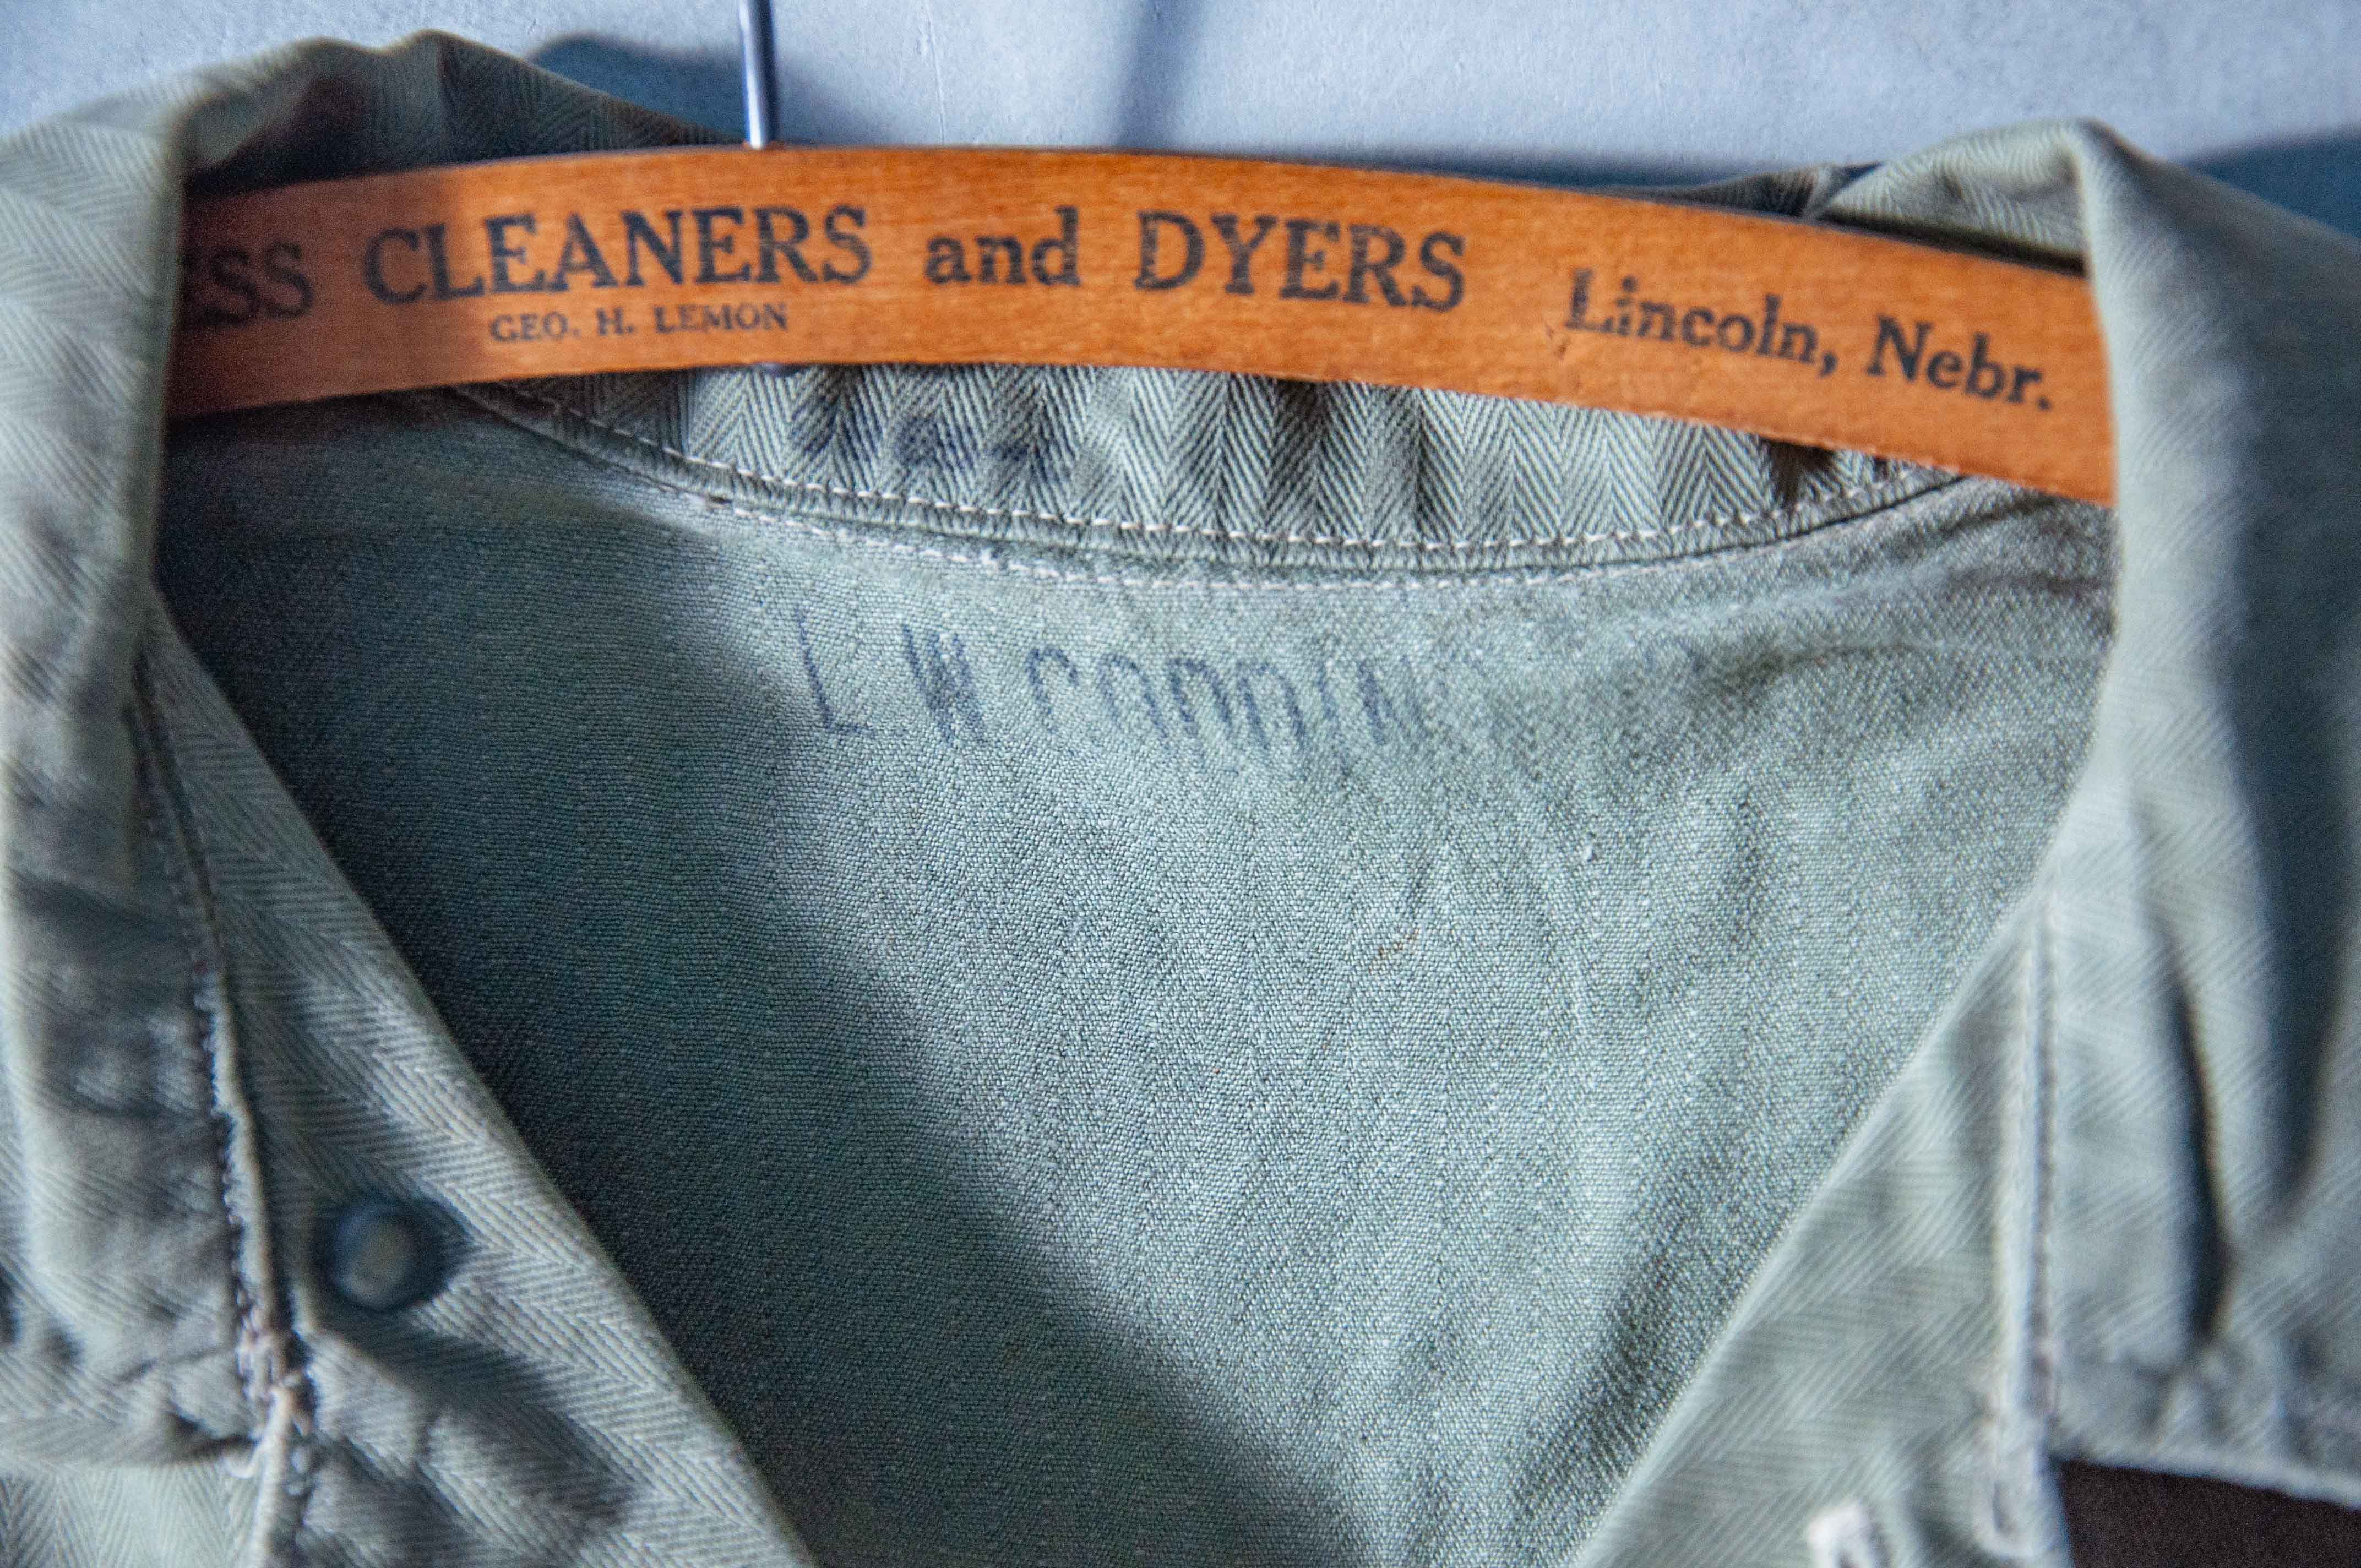 CLEANERS and DYERS Lincoln, Nebr.
GEO. H. LEMON
L W